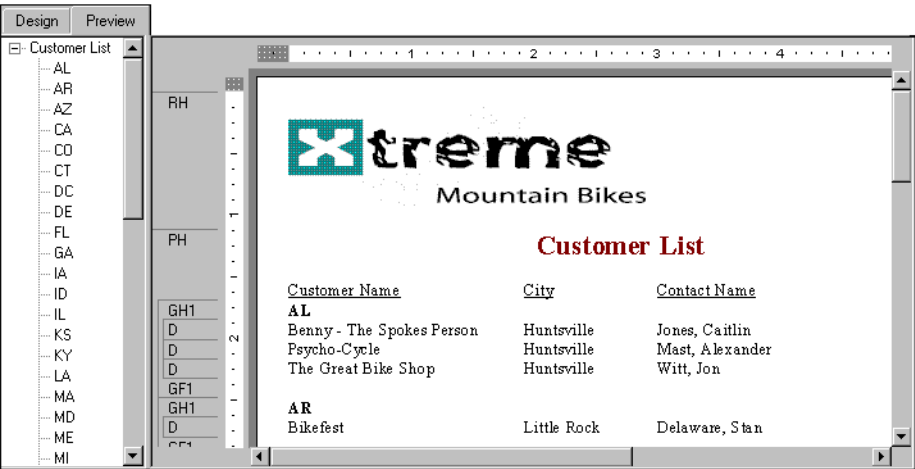 Design Preview
Customer List
AL
AR
AZ
CA
CO
CT
DC
DE
FL
GA
IA
ID
IL
KS
KY
LA
MA
MD
ME
MI
1 2 3 4
RH
PH
GH1
D
D
D
GF1
GH1
D
GF1
1
2
Xtreme
Mountain Bikes
Customer List
Customer Name City Contact Name
AL
Benny - The Spokes Person Huntsville Jones, Caitlin
Psycho-Cycle Huntsville Mast, Alexander
The Great Bike Shop Huntsville Witt, Jon
AR
Bikefest Little Rock Delaware, Stan